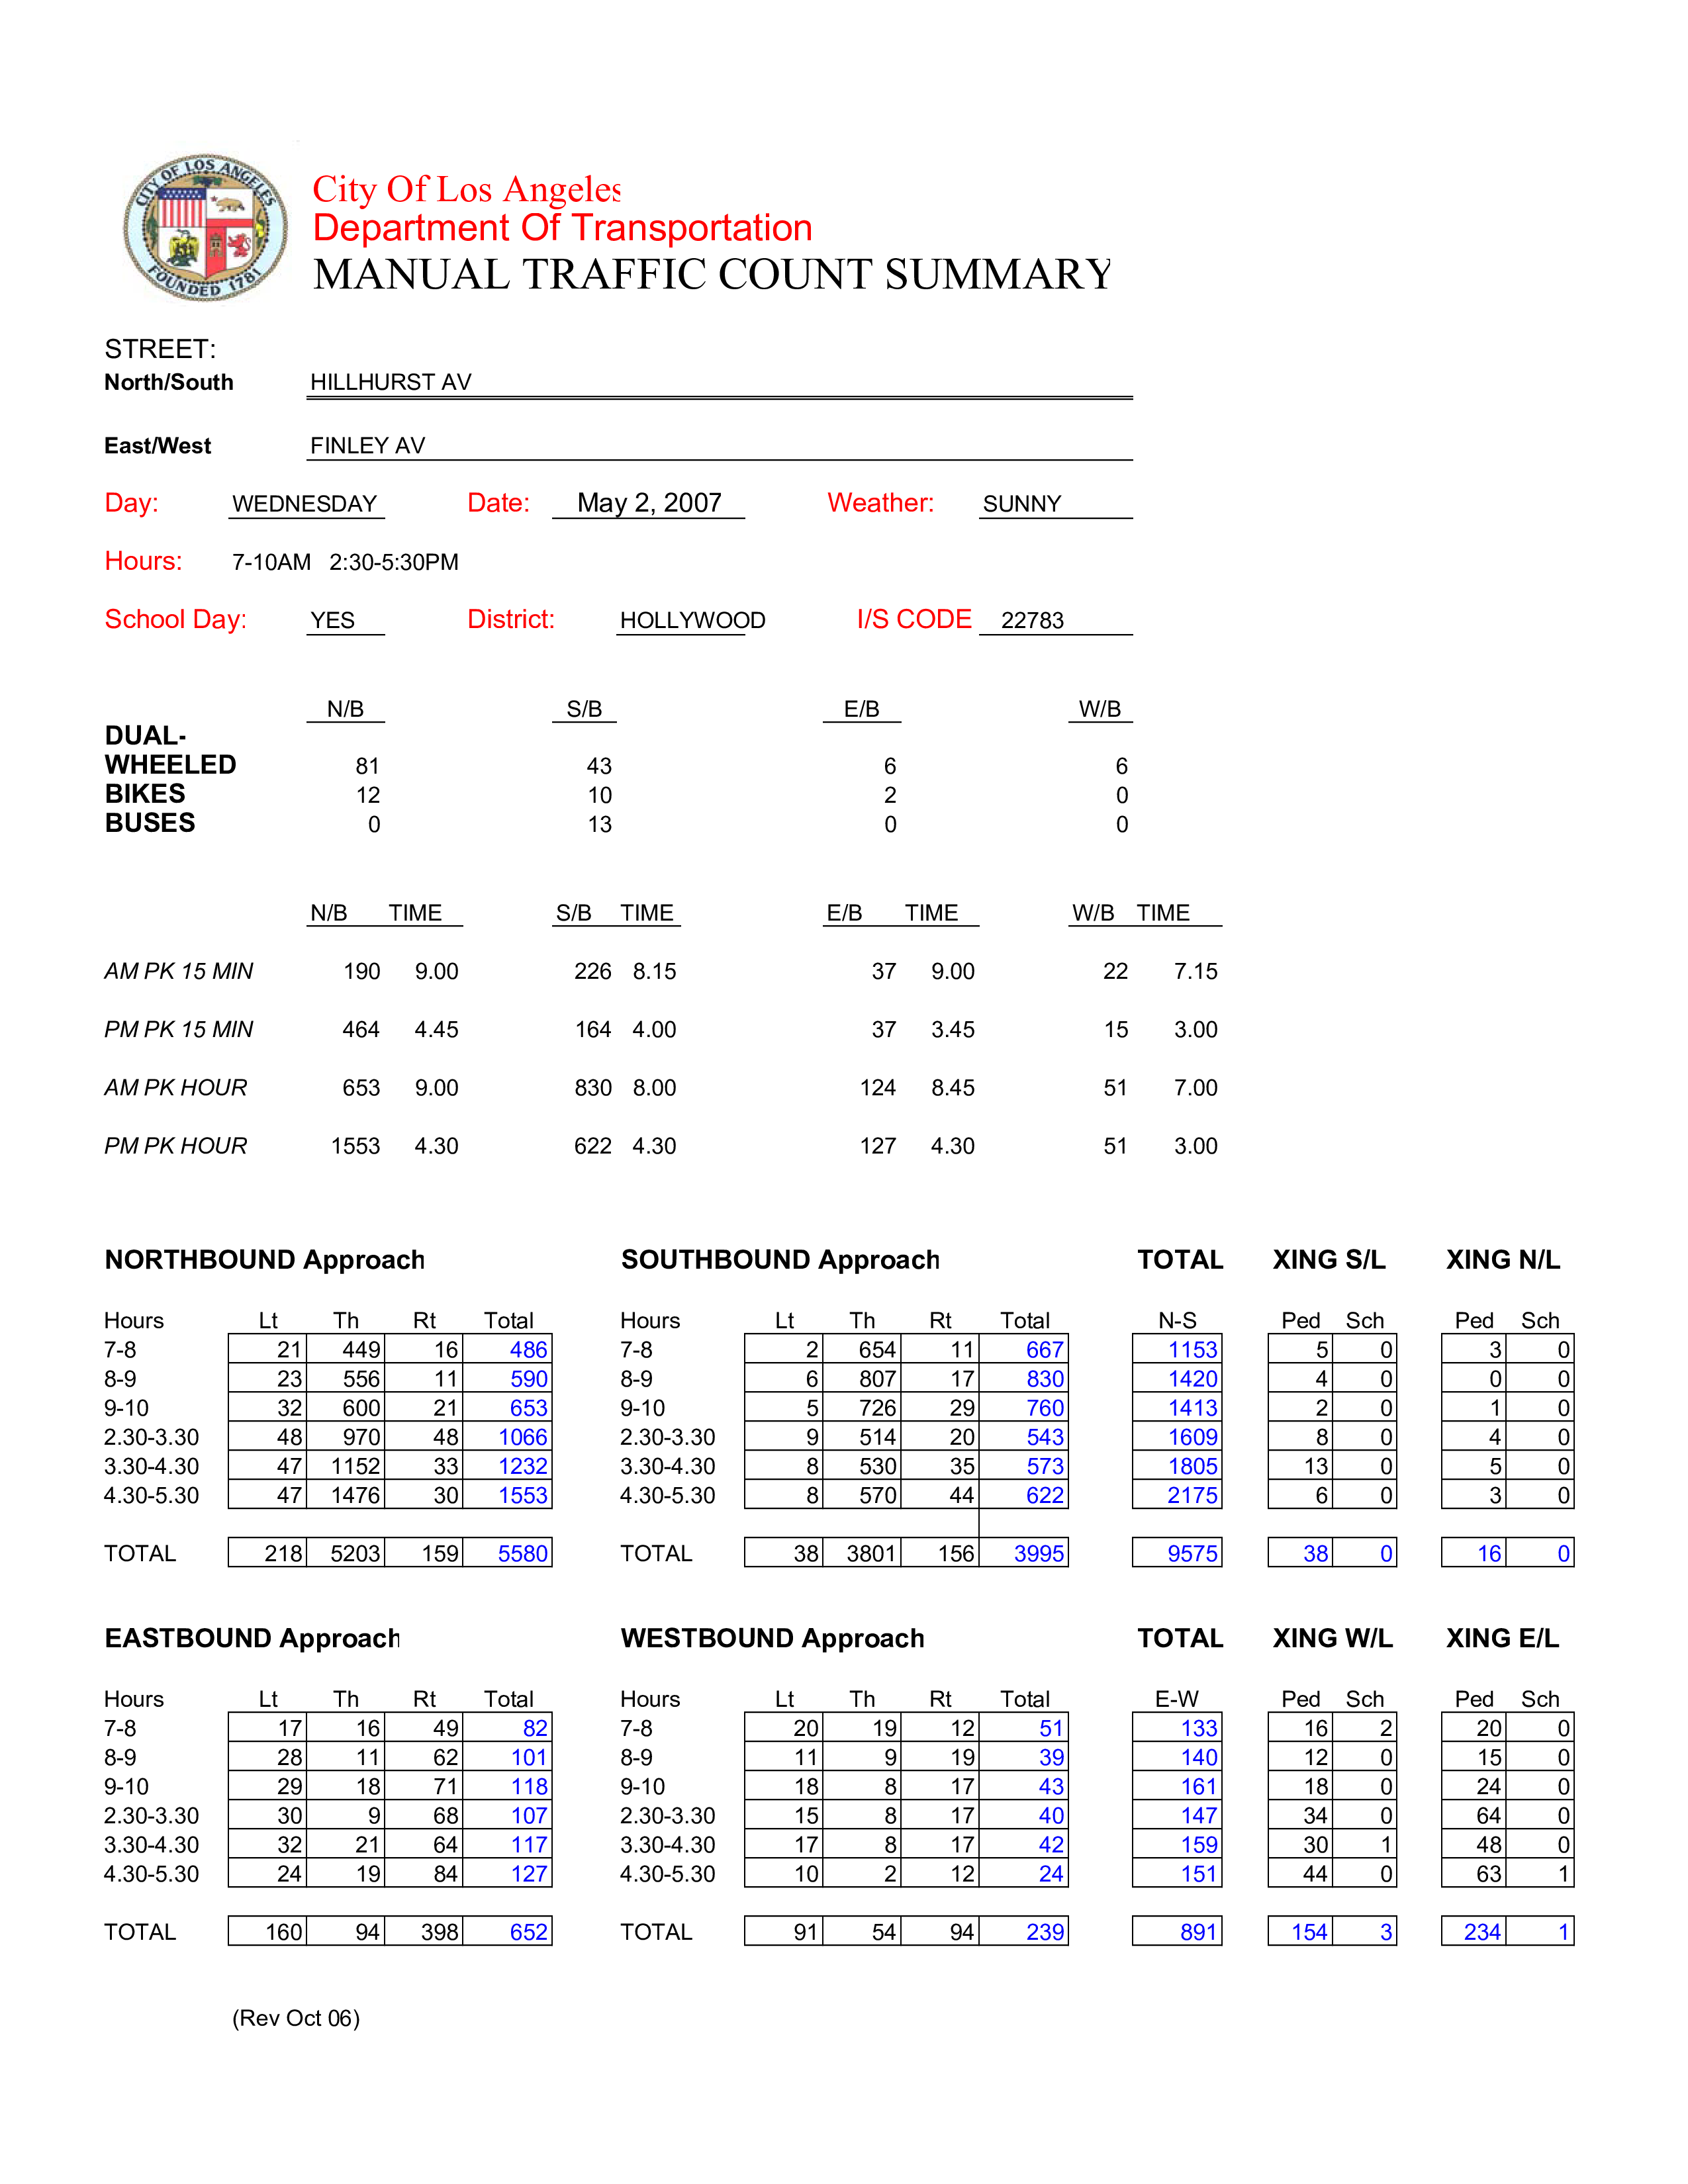 CITY OF LOS ANGELES
FOUNDED 1781
City Of Los Angeles
Department Of Transportation
MANUAL TRAFFIC COUNT SUMMARY
STREET:
North/South HILLHURST AV
East/West FINLEY AV
Day: WEDNESDAY Date: May 2, 2007 Weather: SUNNY
Hours: 7-10AM 2:30-5:30PM
School Day: YES District: HOLLYWOOD I/S CODE 22783
N/B S/B E/B W/B
DUAL-
WHEELED 81 43 6 6
BIKES 12 10 2 0
BUSES 0 13 0 0
N/B TIME S/B TIME E/B TIME W/B TIME
AM PK 15 MIN 190 9.00 226 8.15 37 9.00 22 7.15
PM PK 15 MIN 464 4.45 164 4.00 37 3.45 15 3.00
AM PK HOUR 653 9.00 830 8.00 124 8.45 51 7.00
PM PK HOUR 1553 4.30 622 4.30 127 4.30 51 3.00
NORTHBOUND Approach SOUTHBOUND Approach TOTAL XING S/L XING N/L
Hours Lt Th Rt Total Hours Lt Th Rt Total N-S Ped Sch Ped Sch
7-8 21 449 16 486 7-8 2 654 11 667 1153 5 0 3 0
8-9 23 556 11 590 8-9 6 807 17 830 1420 4 0 0 0
9-10 32 600 21 653 9-10 5 726 29 760 1413 2 0 1 0
2.30-3.30 48 970 48 1066 2.30-3.30 9 514 20 543 1609 8 0 4 0
3.30-4.30 47 1152 33 1232 3.30-4.30 8 530 35 573 1805 13 0 5 0
4.30-5.30 47 1476 30 1553 4.30-5.30 8 570 44 622 2175 6 0 3 0
TOTAL 218 5203 159 5580 TOTAL 38 3801 156 3995 9575 38 0 16 0
EASTBOUND Approach WESTBOUND Approach TOTAL XING W/L XING E/L
Hours Lt Th Rt Total Hours Lt Th Rt Total E-W Ped Sch Ped Sch
7-8 17 16 49 82 7-8 20 19 12 51 133 16 2 20 0
8-9 28 11 62 101 8-9 11 9 19 39 140 12 0 15 0
9-10 29 18 71 118 9-10 18 8 17 43 161 18 0 24 0
2.30-3.30 30 9 68 107 2.30-3.30 15 8 17 40 147 34 0 64 0
3.30-4.30 32 21 64 117 3.30-4.30 17 8 17 42 159 30 1 48 0
4.30-5.30 24 19 84 127 4.30-5.30 10 2 12 24 151 44 0 63 1
TOTAL 160 94 398 652 TOTAL 91 54 94 239 891 154 3 234 1
(Rev Oct 06)